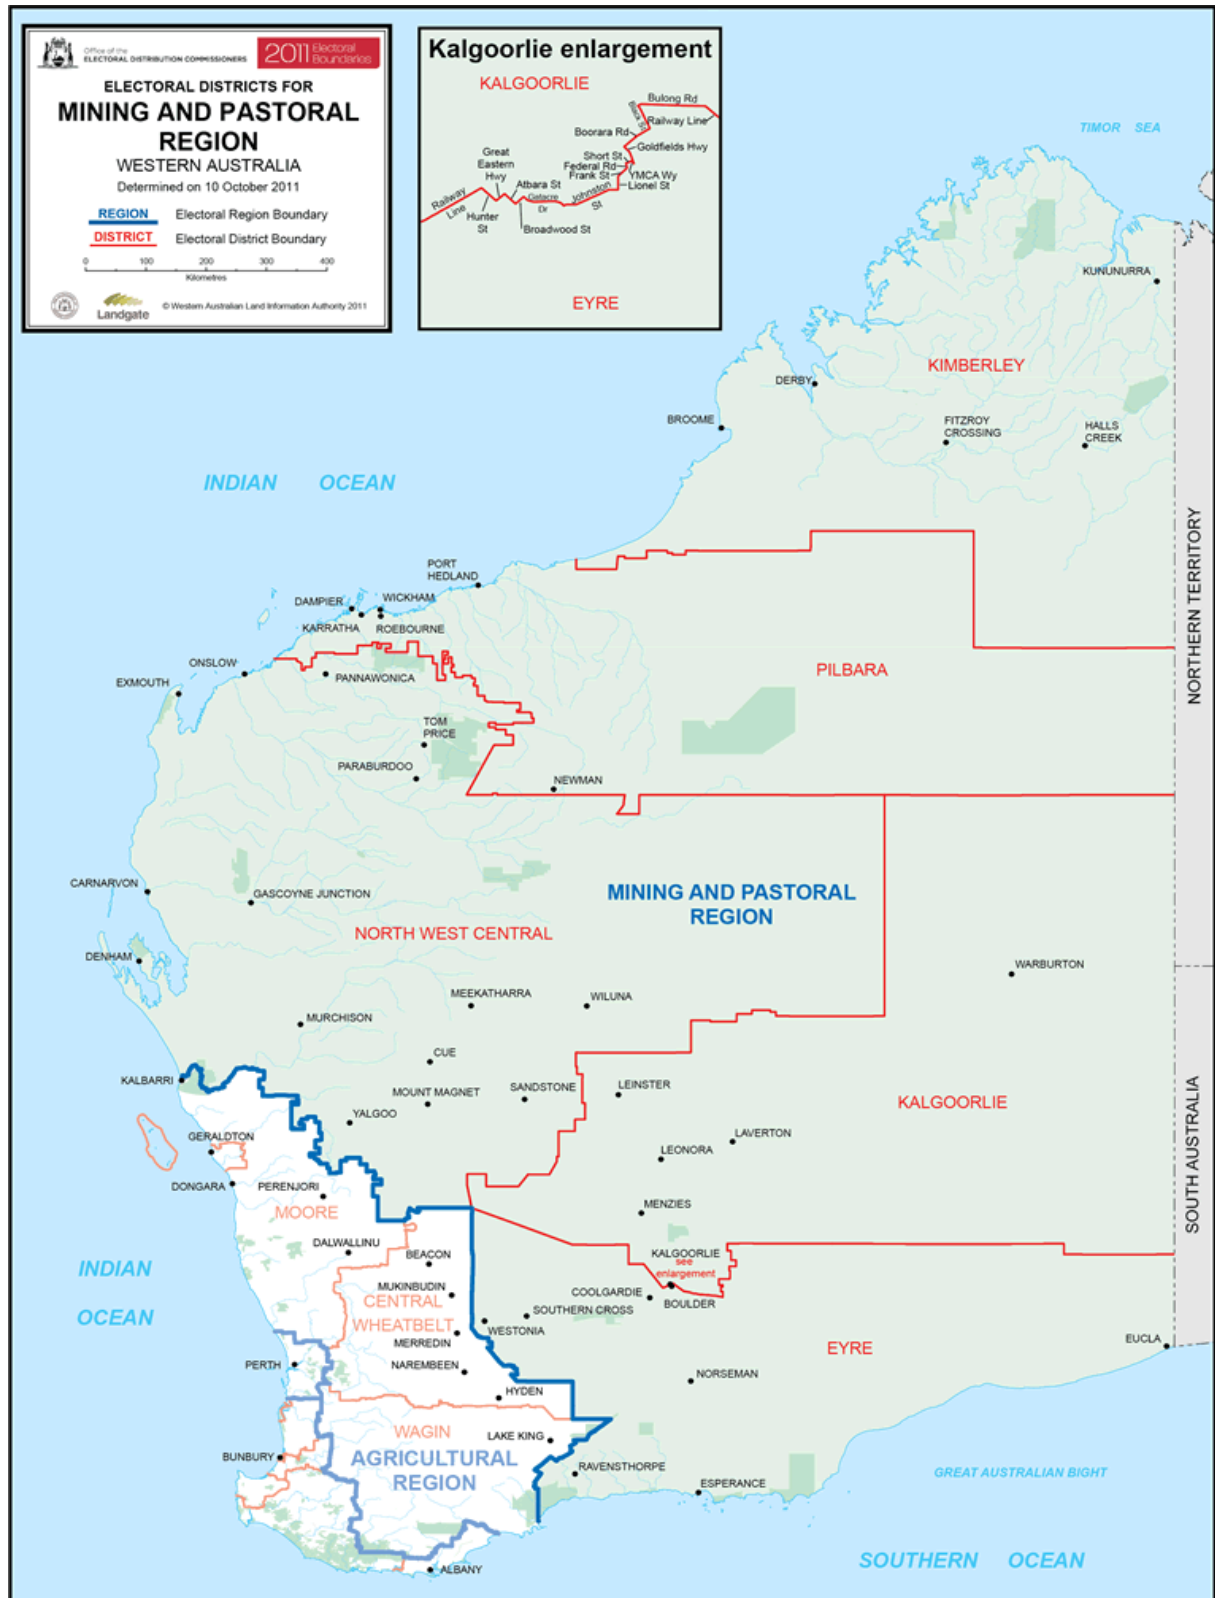 Office of the
ELECTORAL DISTRIBUTION COMMISSIONERS
2011 Electoral
Boundaries
ELECTORAL DISTRICTS FOR
MINING AND PASTORAL
REGION
WESTERN AUSTRALIA
Determined on 10 October 2011
REGION Electoral Region Boundary
DISTRICT Electoral District Boundary
0 100 200 300 400
Kilometres
Landgate
© Western Australian Land Information Authority 2011
Kalgoorlie enlargement
KALGOORLIE
Bulong Rd
Black St
Railway Line
Boorara Rd
Goldfields Hwy
Great
Eastern
Hwy
Short St
Federal Rd
Frank St
YMCA Wy
Lionel St
Atbara St
Gatacre
Dr
Johnston
St
Railway
Line
Hunter
St
Broadwood St
EYRE
TIMOR SEA
KUNUNURRA
KIMBERLEY
DERBY
BROOME
FITZROY
CROSSING
HALLS
CREEK
INDIAN OCEAN
NORTHERN TERRITORY
PORT
HEDLAND
DAMPIER
WICKHAM
KARRATHA
ROEBOURNE
ONSLOW
EXMOUTH
PANNAWONICA
PILBARA
TOM
PRICE
PARABURDOO
NEWMAN
CARNARVON
GASCOYNE JUNCTION
MINING AND PASTORAL
REGION
NORTH WEST CENTRAL
DENHAM
WARBURTON
MEEKATHARRA
WILUNA
MURCHISON
CUE
KALBARRI
MOUNT MAGNET
SANDSTONE
LEINSTER
YALGOO
KALGOORLIE
SOUTH AUSTRALIA
GERALDTON
LAVERTON
LEONORA
DONGARA
PERENJORI
MOORE
MENZIES
DALWALLINU
BEACON
KALGOORLIE
see
enlargement
INDIAN
OCEAN
MUKINBUDIN
CENTRAL
WHEATBELT
COOLGARDIE
BOULDER
SOUTHERN CROSS
WESTONIA
MERREDIN
EUCLA
EYRE
PERTH
NAREMBEEN
NORSEMAN
HYDEN
WAGIN
LAKE KING
AGRICULTURAL
REGION
BUNBURY
RAVENSTHORPE
GREAT AUSTRALIAN BIGHT
ESPERANCE
SOUTHERN OCEAN
ALBANY